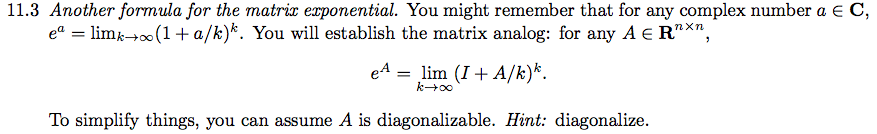 11.3 Another formula for the matrix exponential. You might remember that for any complex number a ∈ C,
e^a = lim_{k→∞}(1 + a/k)^k. You will establish the matrix analog: for any A ∈ R^{n×n},
e^A = lim_{k→∞} (I + A/k)^k.
To simplify things, you can assume A is diagonalizable. Hint: diagonalize.